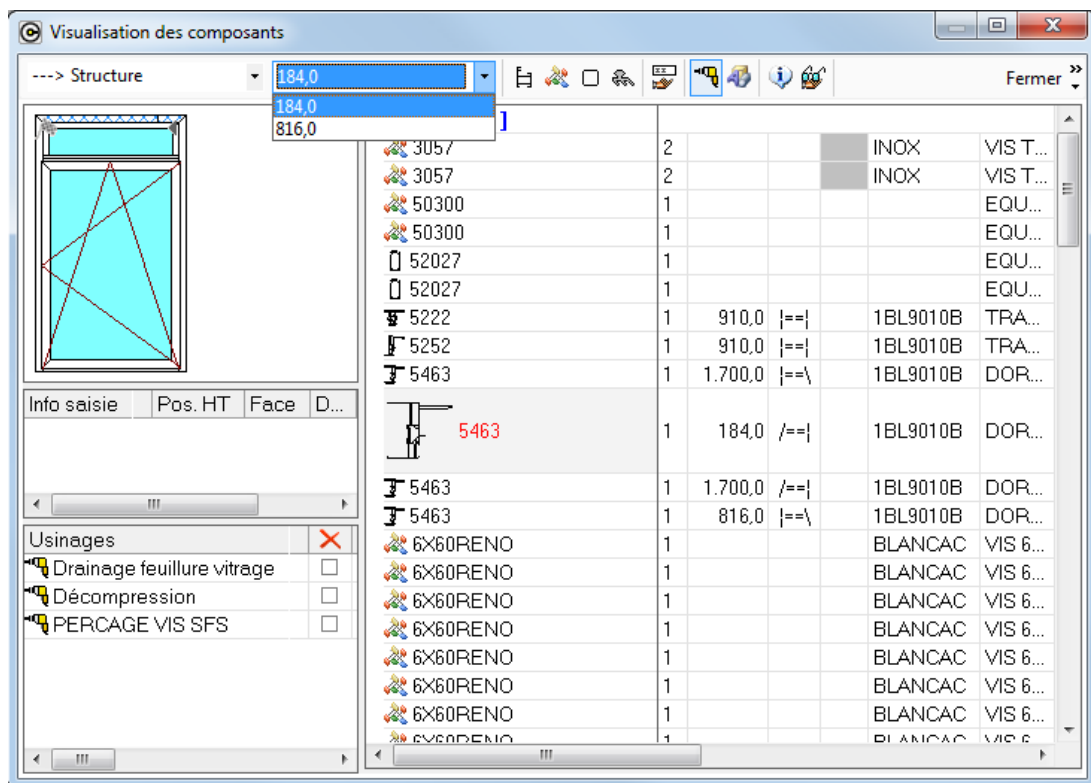 Visualisation des composants
---> Structure 184,0 Fermer
184,0
816,0
]
3057 2 INOX VIS T...
3057 2 INOX VIS T...
50300 1 EQU...
50300 1 EQU...
52027 1 EQU...
52027 1 EQU...
5222 1 910,0 |==| 1BL9010B TRA...
5252 1 910,0 |==| 1BL9010B TRA...
5463 1 1.700,0 |==\ 1BL9010B DOR...
5463 1 184,0 /==| 1BL9010B DOR...
5463 1 1.700,0 /==| 1BL9010B DOR...
5463 1 816,0 |==\ 1BL9010B DOR...
6X60RENO 1 BLANCAC VIS 6...
6X60RENO 1 BLANCAC VIS 6...
6X60RENO 1 BLANCAC VIS 6...
6X60RENO 1 BLANCAC VIS 6...
6X60RENO 1 BLANCAC VIS 6...
6X60RENO 1 BLANCAC VIS 6...
6X60RENO 1 BLANCAC VIS 6...
6X60RENO 1 BLANCAC VIS 6...
Info saisie Pos. HT Face D...
Usinages
Drainage feuillure vitrage
Décompression
PERCAGE VIS SFS